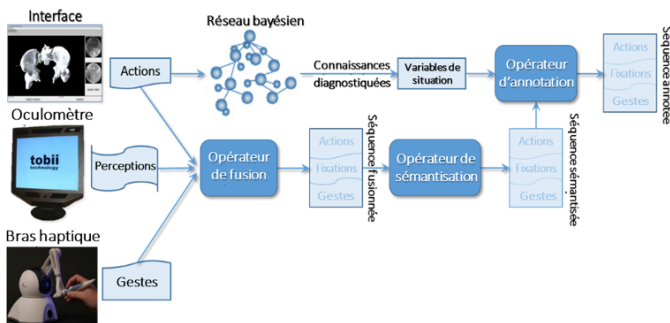 Interface
Réseau bayésien
Actions
Connaissances
diagnostiquées
Variables de
situation
Opérateur
d'annotation
Actions
Fixations
Gestes
Séquence annotée
Oculomètre
tobii
technology
Perceptions
Opérateur
de fusion
Actions
Fixations
Gestes
Séquence fusionnée
Opérateur de
sémantisation
Actions
Fixations
Gestes
Séquence sémantisée
Bras haptique
Gestes